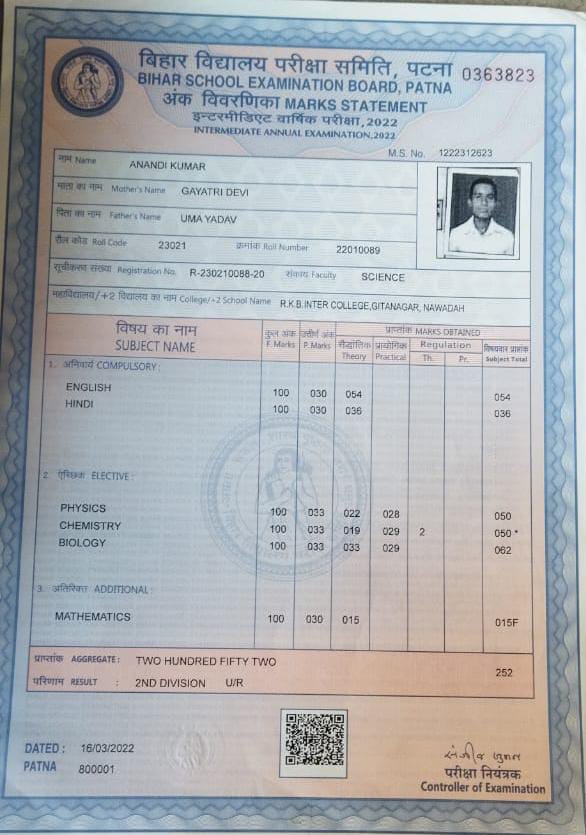 बिहार विद्यालय परीक्षा समिति, पटना 0363823
BIHAR SCHOOL EXAMINATION BOARD, PATNA
अंक विवरणिका MARKS STATEMENT
इन्टरमीडिएट वार्षिक परीक्षा, 2022
INTERMEDIATE ANNUAL EXAMINATION,2022
M.S. No. 1222312623
नाम Name ANANDI KUMAR
माता का नाम Mother's Name GAYATRI DEVI
पिता का नाम Father's Name UMA YADAV
रौल कोड Roll Code 23021 क्रमांक Roll Number 22010089
सूचीकरण संख्या Registration No. R-230210088-20 संकाय Faculty SCIENCE
महाविद्यालय/+2 विद्यालय का नाम College/+2 School Name R.K.B.INTER COLLEGE,GITANAGAR, NAWADAH
विषय का नाम कुल अंक उत्तीर्ण अंक प्राप्तांक MARKS OBTAINED
SUBJECT NAME F. Marks P. Marks सैद्धांतिक Theory प्रायोगिक Practical Regulation Th. Pr. विषयवार प्राप्तांक Subject Total
1. अनिवार्य COMPULSORY:
ENGLISH 100 030 054 054
HINDI 100 030 036 036
2. ऐच्छिक ELECTIVE:
PHYSICS 100 033 022 028 050
CHEMISTRY 100 033 019 029 2 050 *
BIOLOGY 100 033 033 029 062
3. अतिरिक्त ADDITIONAL:
MATHEMATICS 100 030 015 015F
प्राप्तांक AGGREGATE : TWO HUNDRED FIFTY TWO 252
परिणाम RESULT : 2ND DIVISION U/R
DATED : 16/03/2022
PATNA 800001
परीक्षा नियंत्रक
Controller of Examination